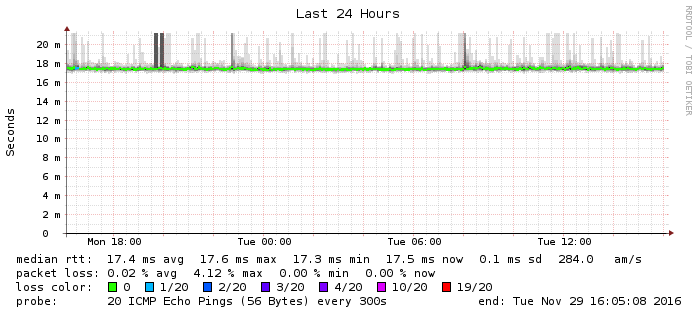 Last 24 Hours
RRDTOOL / TOBI OETIKER
Seconds
20 m
18 m
16 m
14 m
12 m
10 m
8 m
6 m
4 m
2 m
0
Mon 18:00 Tue 00:00 Tue 06:00 Tue 12:00
median rtt: 17.4 ms avg 17.6 ms max 17.3 ms min 17.5 ms now 0.1 ms sd 284.0 am/s
packet loss: 0.02 % avg 4.12 % max 0.00 % min 0.00 % now
loss color: 0 1/20 2/20 3/20 4/20 10/20 19/20
probe: 20 ICMP Echo Pings (56 Bytes) every 300s end: Tue Nov 29 16:05:08 2016